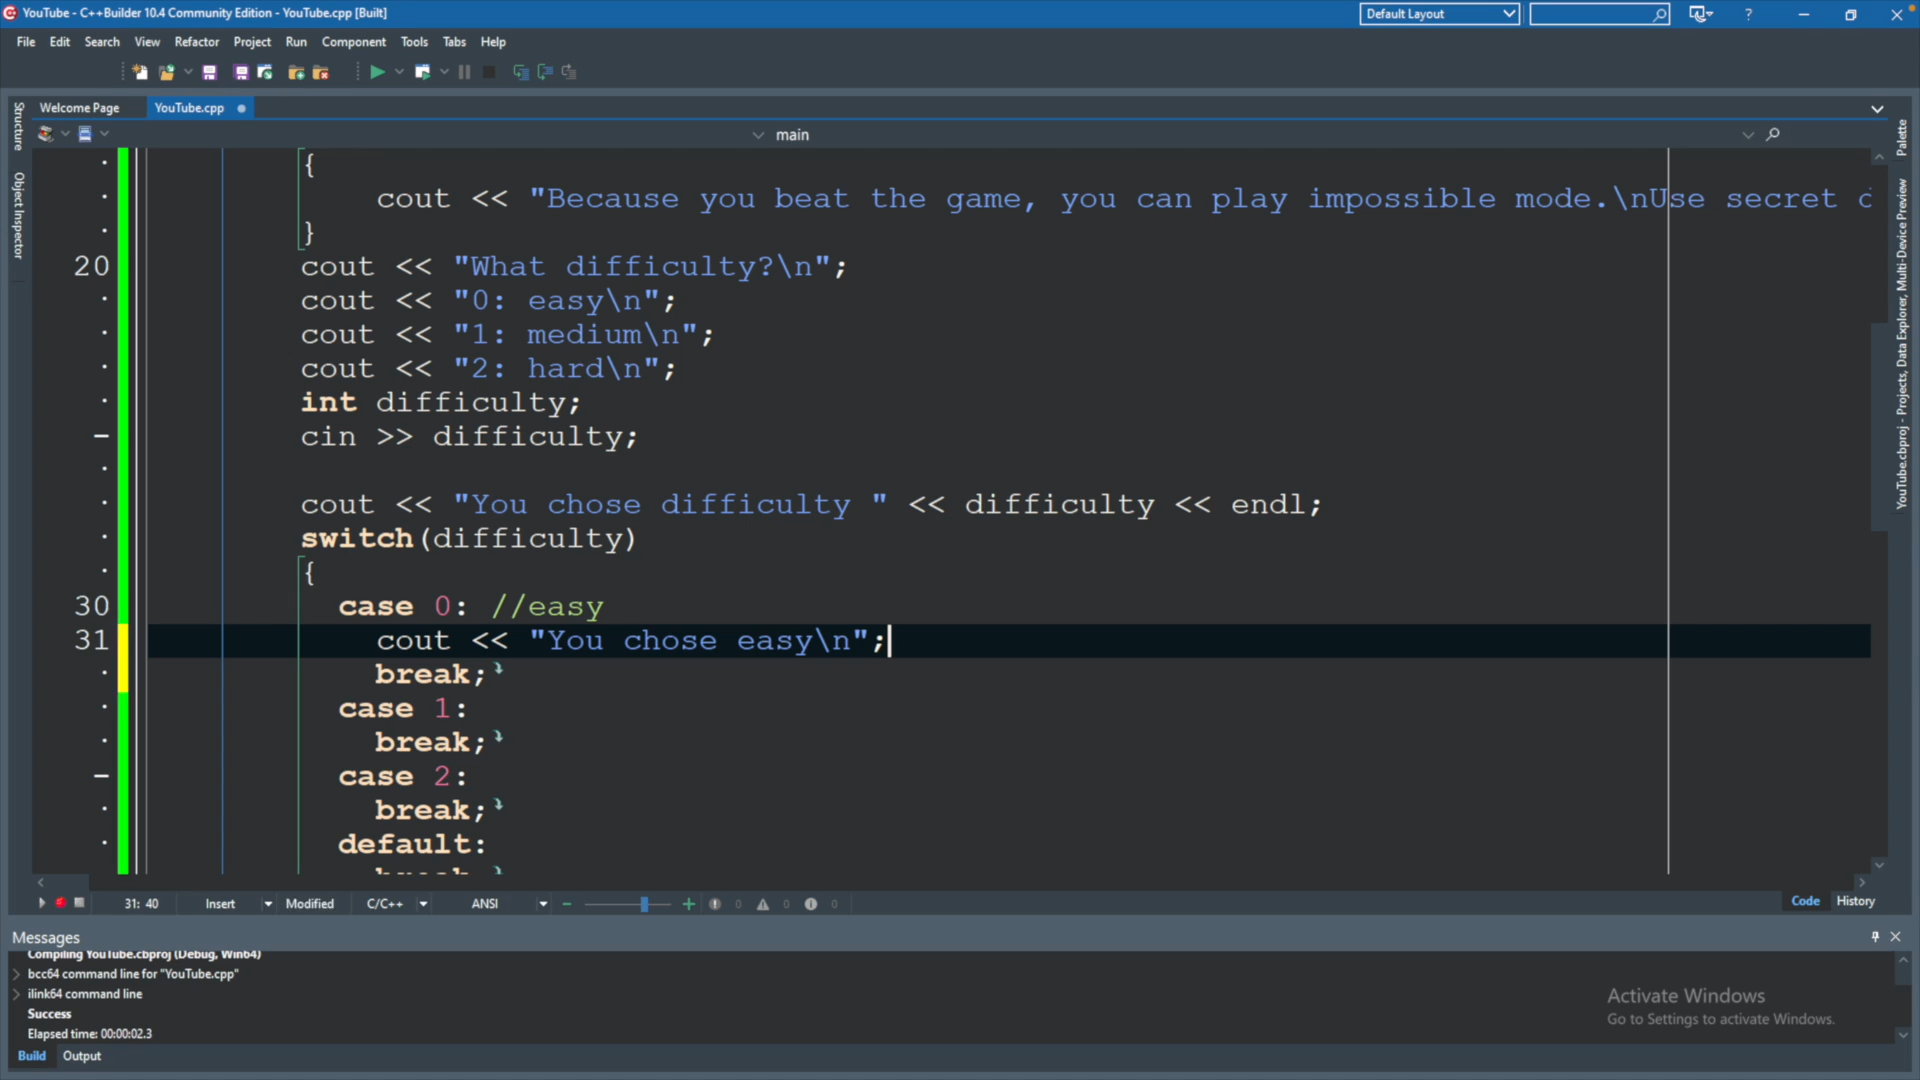 YouTube - C++Builder 10.4 Community Edition - YouTube.cpp [Built]
Default Layout
?
File Edit Search View Refactor Project Run Component Tools Tabs Help
Structure
Object Inspector
Welcome Page YouTube.cpp
main
{
cout << "Because you beat the game, you can play impossible mode.\nUse secret
}
20 cout << "What difficulty?\n";
cout << "0: easy\n";
cout << "1: medium\n";
cout << "2: hard\n";
int difficulty;
cin >> difficulty;
cout << "You chose difficulty " << difficulty << endl;
switch(difficulty)
{
30 case 0: //easy
31 cout << "You chose easy\n";
break;
case 1:
break;
case 2:
break;
default:
Palette
YouTube.cbproj - Projects, Data Explorer, Multi-Device Preview
31: 40 Insert Modified C/C++ ANSI 0 0 0
Code History
Messages
Compiling YouTube.cbproj (Debug, Win64)
bcc64 command line for "YouTube.cpp"
ilink64 command line
Success
Elapsed time: 00:00:02.3
Build Output
Activate Windows
Go to Settings to activate Windows.